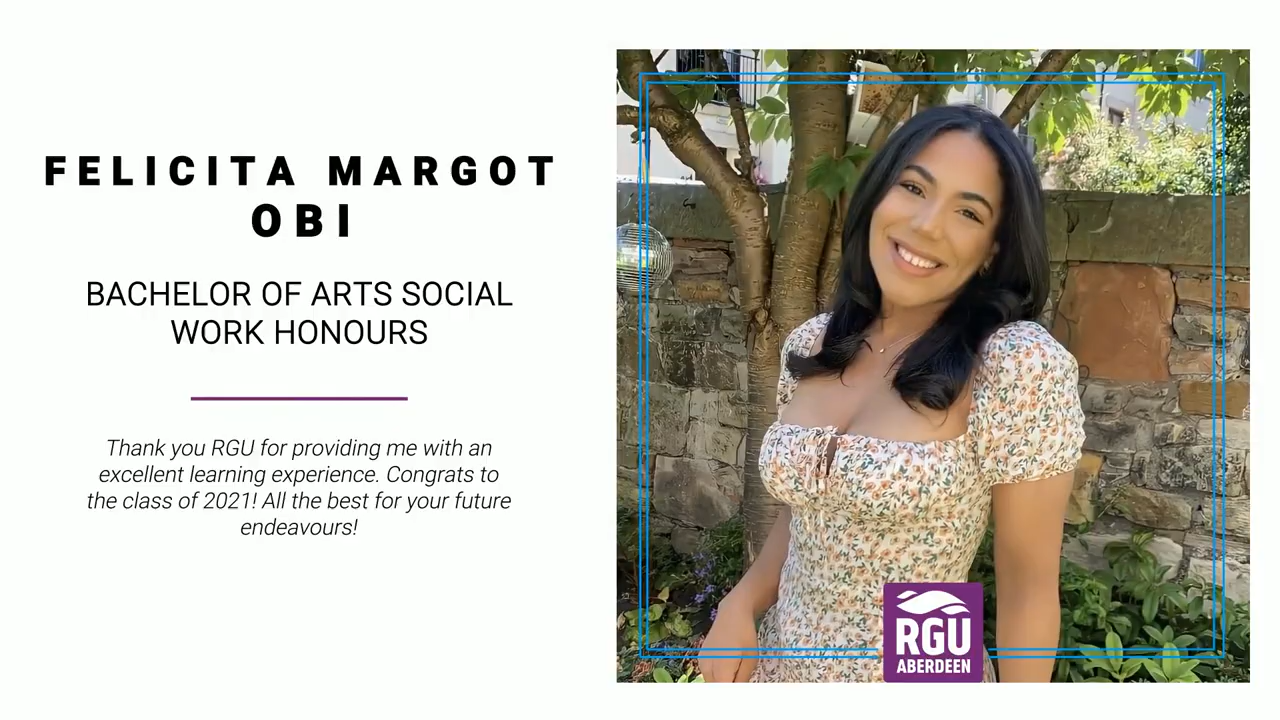 FELICITA MARGOT
OBI
BACHELOR OF ARTS SOCIAL
WORK HONOURS
Thank you RGU for providing me with an
excellent learning experience. Congrats to
the class of 2021! All the best for your future
endeavours!
RGU
ABERDEEN